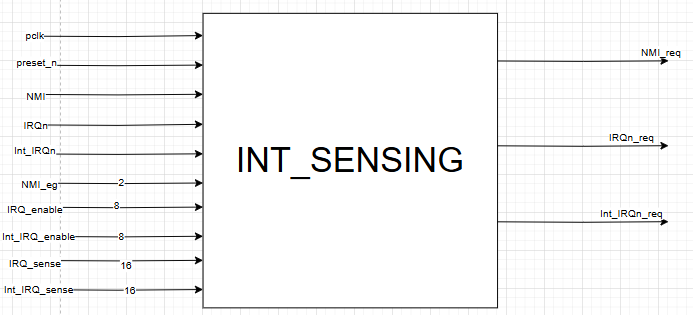 pclk
preset_n
NMI
IRQn
Int_IRQn
NMI_eg 2
IRQ_enable 8
Int_IRQ_enable 8
IRQ_sense 16
Int_IRQ_sense 16
INT_SENSING
NMI_req
IRQn_req
Int_IRQn_req